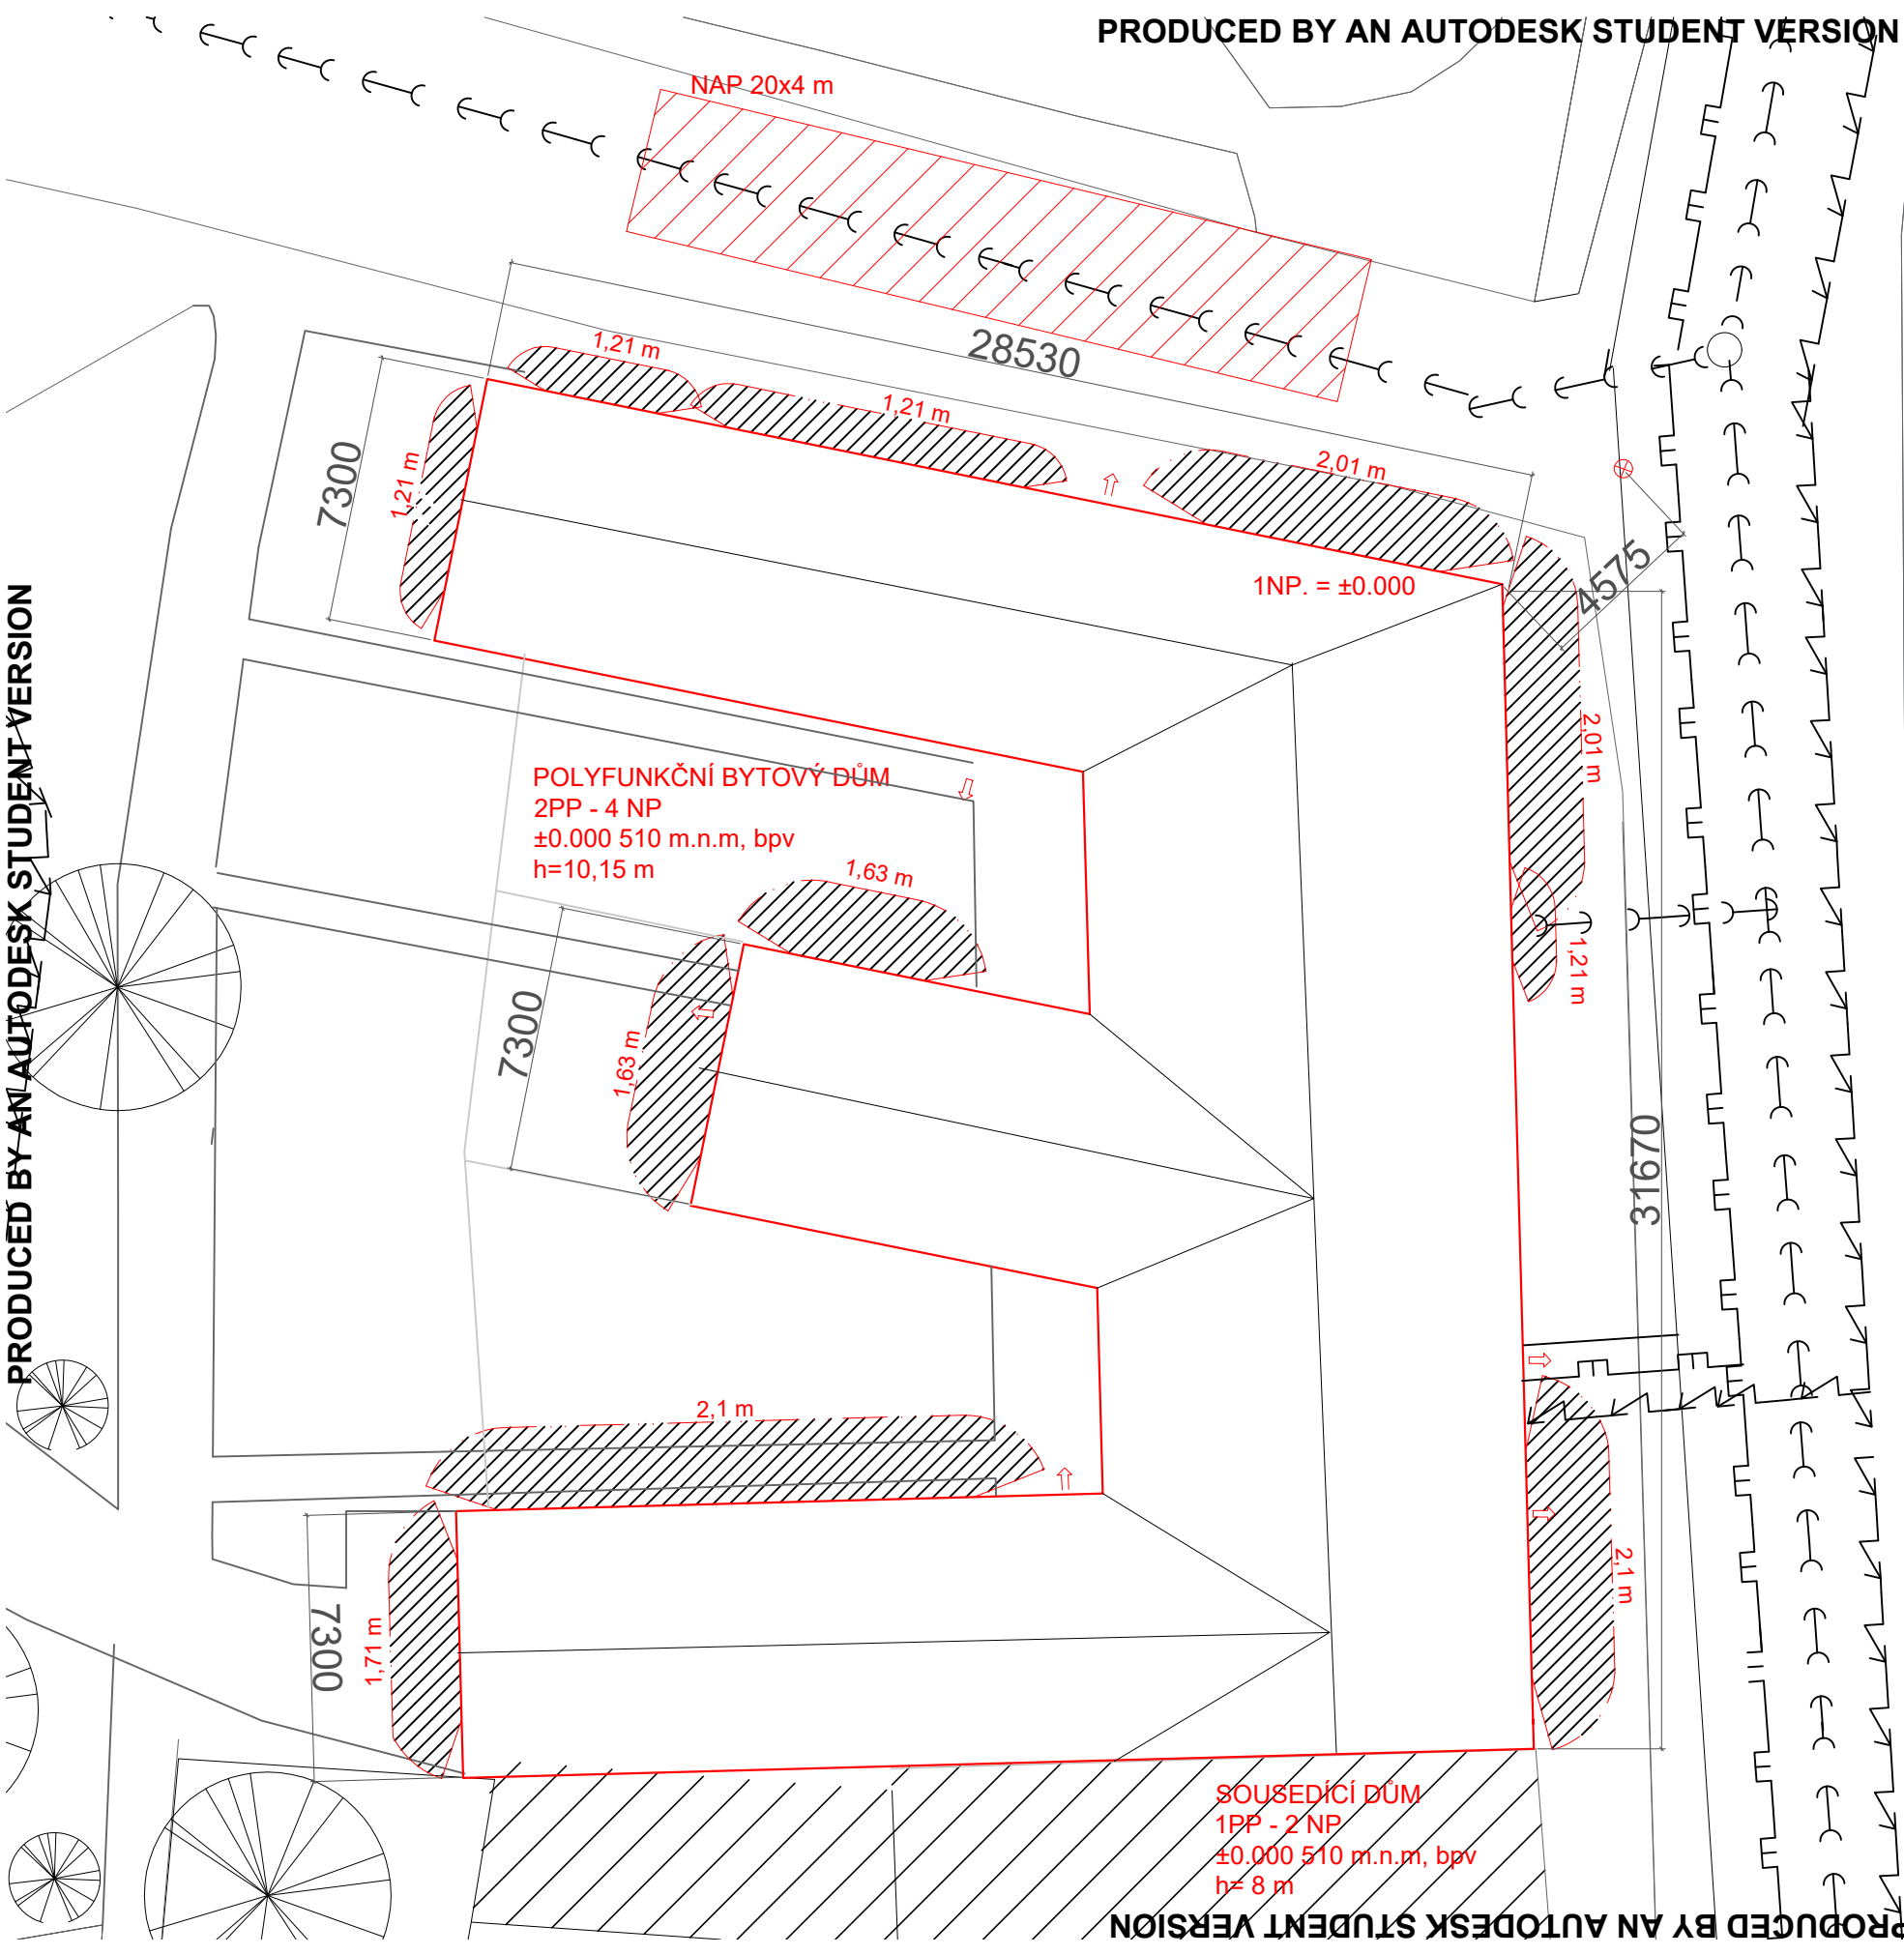 PRODUCED BY AN AUTODESK STUDENT VERSION
NAP 20x4 m
28530
1,21 m
1,21 m
2,01 m
7300
1,21 m
1NP. = ±0.000
4575
PRODUCED BY AN AUTODESK STUDENT VERSION
2,01 m
POLYFUNKČNÍ BYTOVÝ DŮM
2PP - 4 NP
±0.000 510 m.n.m, bpv
h=10,15 m
1,63 m
1,21 m
7300
1,63 m
31670
2,1 m
2,1 m
7300
1,71 m
SOUSEDÍCÍ DŮM
1PP - 2 NP
±0.000 510 m.n.m, bpv
h= 8 m
PRODUCED BY AN AUTODESK STUDENT VERSION